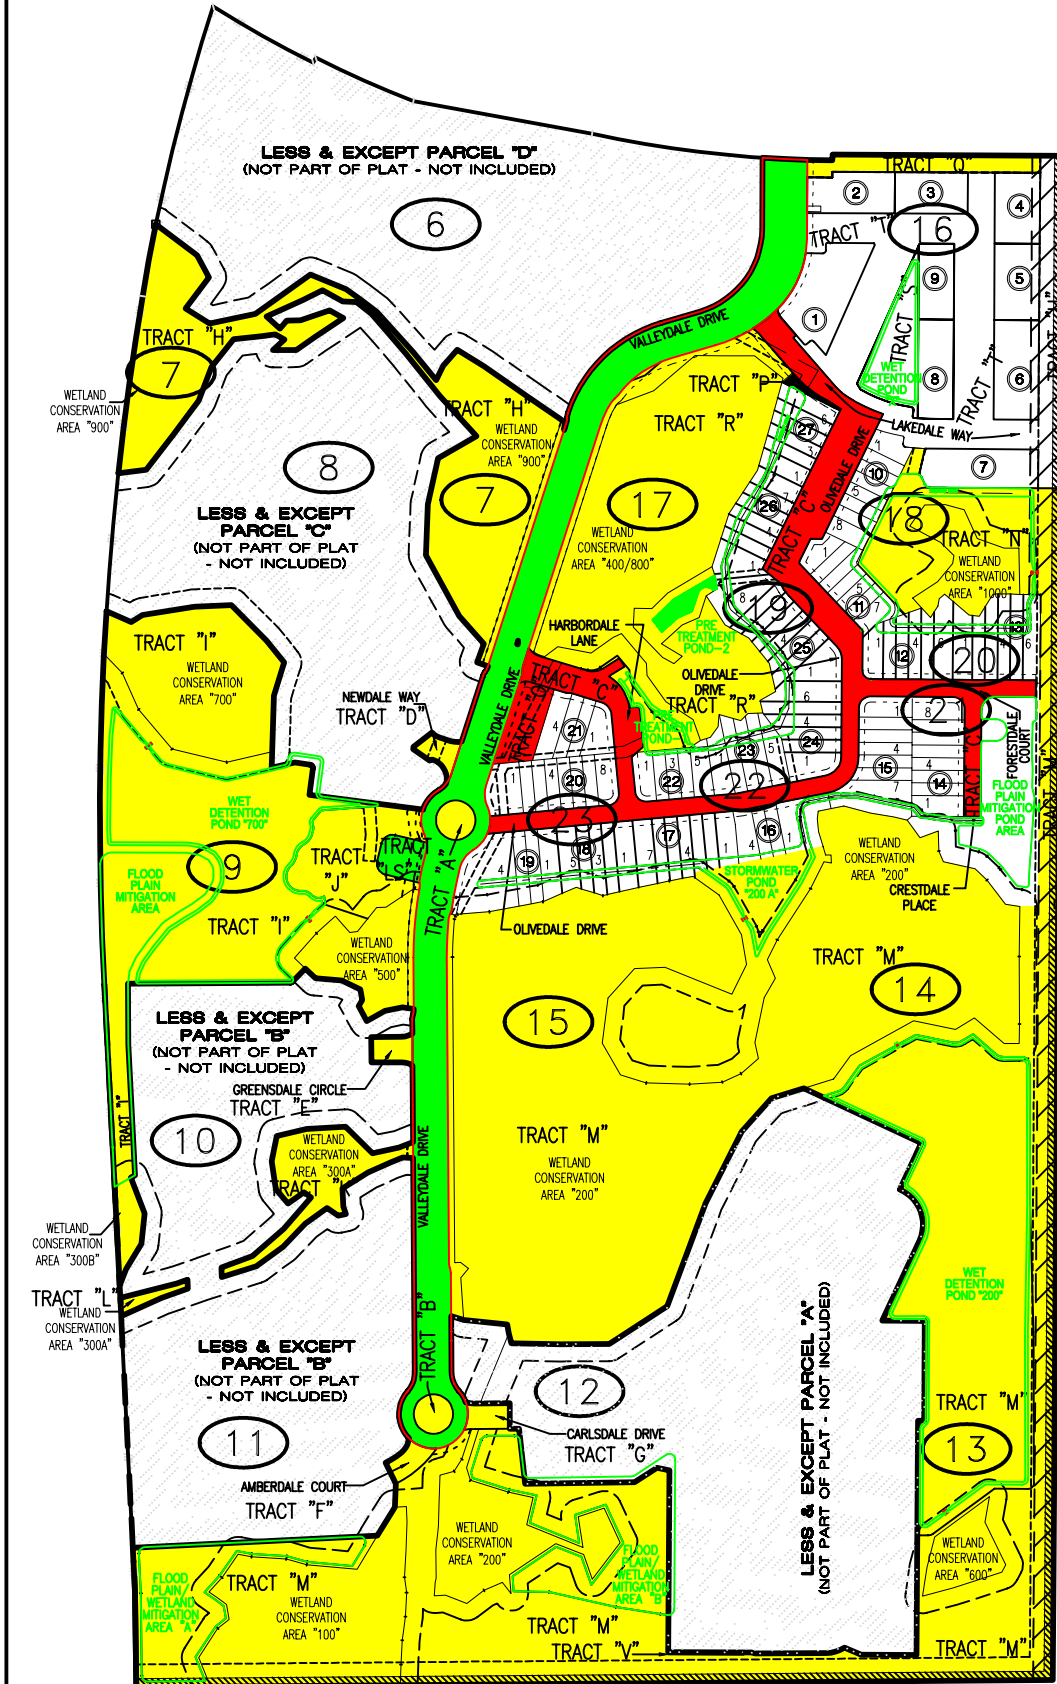 LESS & EXCEPT PARCEL "D"
(NOT PART OF PLAT - NOT INCLUDED)
6
TRACT "Q"
2
3
4
16
TRACT "T"
TRACT "S"
9
5
1
TRACT "H"
7
VALLEYDALE DRIVE
WET
DETENTION
POND
8
TRACT "T"
6
TRACT "P"
WETLAND
CONSERVATION
AREA "900"
TRACT "H"
WETLAND
CONSERVATION
AREA "900"
TRACT "R"
27
LAKEDALE WAY
OLIVEDALE DRIVE
8
10
7
7
17
26
TRACT "C"
18
LESS & EXCEPT
PARCEL "C"
(NOT PART OF PLAT
- NOT INCLUDED)
WETLAND
CONSERVATION
AREA "400/800"
TRACT "N"
WETLAND
CONSERVATION
AREA "1000"
19
11
HARBORDALE
LANE
PRE
TREATMENT
POND-2
13
TRACT "I"
WETLAND
CONSERVATION
AREA "700"
25
12
20
OLIVEDALE
DRIVE
TRACT "C"
TRACT "R"
NEWDALE WAY
TRACT "D"
VALLEYDALE DRIVE
21
23
24
TRACT "C"
FORESTDALE
COURT
TRACT "M"
20
22
22
15
14
FLOOD
PLAIN
MITIGATION
POND
AREA
WET
DETENTION
POND "700"
23
17
16
TRACT
TRACT "A"
19
18
WETLAND
CONSERVATION
AREA "200"
9
TRACT
"J"
FLOOD
PLAIN
MITIGATION
AREA
STORMWATER
POND
"200 A"
CRESTDALE
PLACE
TRACT "I"
OLIVEDALE DRIVE
WETLAND
CONSERVATION
AREA "500"
TRACT "M"
14
15
LESS & EXCEPT
PARCEL "B"
(NOT PART OF PLAT
- NOT INCLUDED)
GREENSDALE CIRCLE
TRACT "E"
TRACT "I"
10
WETLAND
CONSERVATION
AREA "300A"
VALLEYDALE DRIVE
TRACT "M"
WETLAND
CONSERVATION
AREA "200"
WETLAND
CONSERVATION
AREA "300B"
TRACT "L"
WETLAND
CONSERVATION
AREA "300A"
WET
DETENTION
POND "200"
TRACT "B"
LESS & EXCEPT
PARCEL "B"
(NOT PART OF PLAT
- NOT INCLUDED)
LESS & EXCEPT PARCEL "A"
(NOT PART OF PLAT - NOT INCLUDED)
12
TRACT "M"
11
CARLSDALE DRIVE
TRACT "G"
13
AMBERDALE COURT
TRACT "F"
WETLAND
CONSERVATION
AREA "200"
WETLAND
CONSERVATION
AREA "600"
FLOOD
PLAIN/
WETLAND
MITIGATION
AREA "A"
TRACT "M"
WETLAND
CONSERVATION
AREA "100"
FLOOD
PLAIN/
WETLAND
MITIGATION
AREA "B"
TRACT "M"
TRACT "V"
TRACT "M"